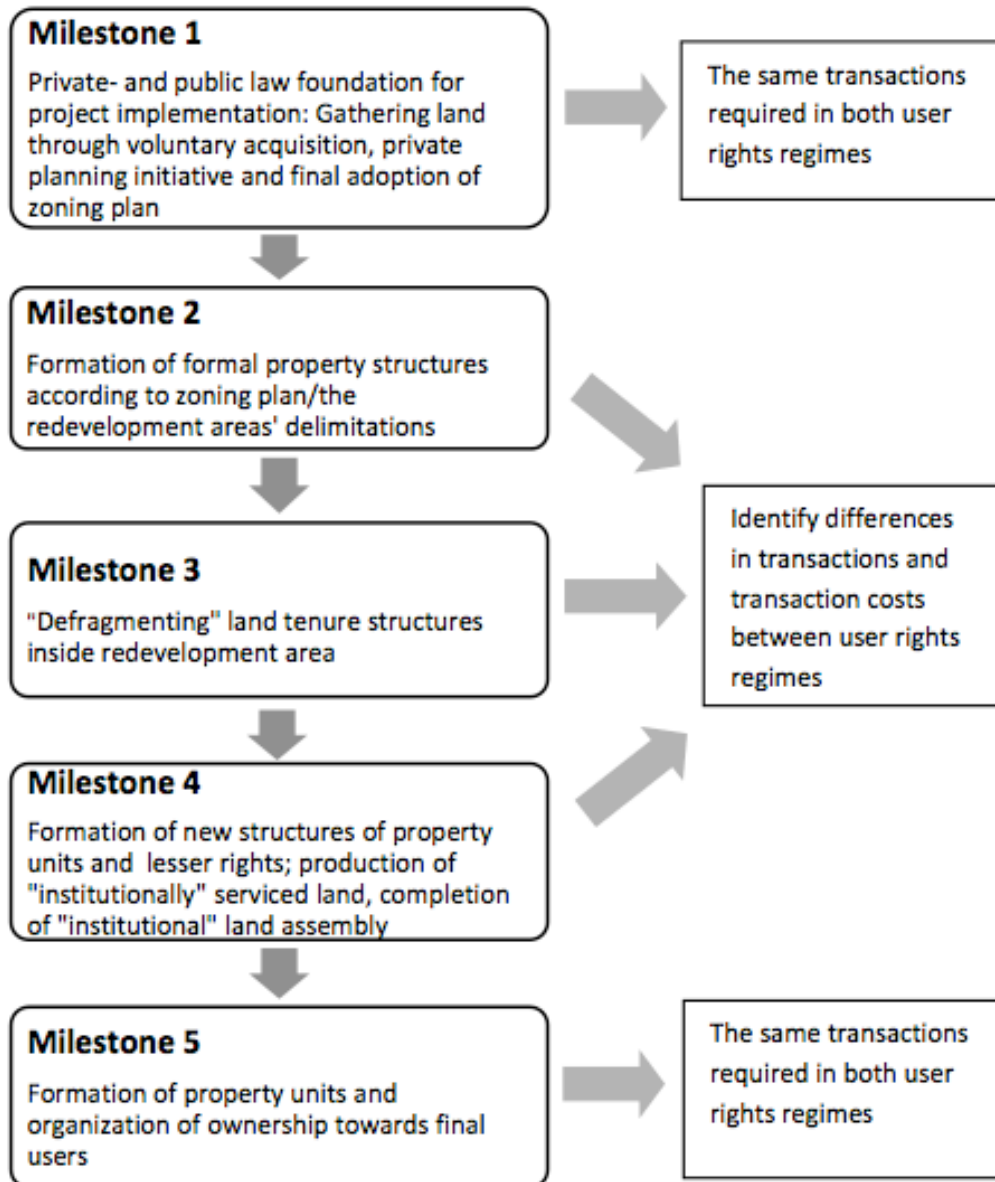 Milestone 1
Private- and public law foundation for
project implementation: Gathering land
through voluntary acquisition, private
planning initiative and final adoption of
zoning plan
The same transactions
required in both user
rights regimes
Milestone 2
Formation of formal property structures
according to zoning plan/the
redevelopment areas' delimitations
Milestone 3
"Defragmenting" land tenure structures
inside redevelopment area
Identify differences
in transactions and
transaction costs
between user rights
regimes
Milestone 4
Formation of new structures of property
units and lesser rights; production of
"institutionally" serviced land, completion
of "institutional" land assembly
Milestone 5
Formation of property units and
organization of ownership towards final
users
The same transactions
required in both user
rights regimes